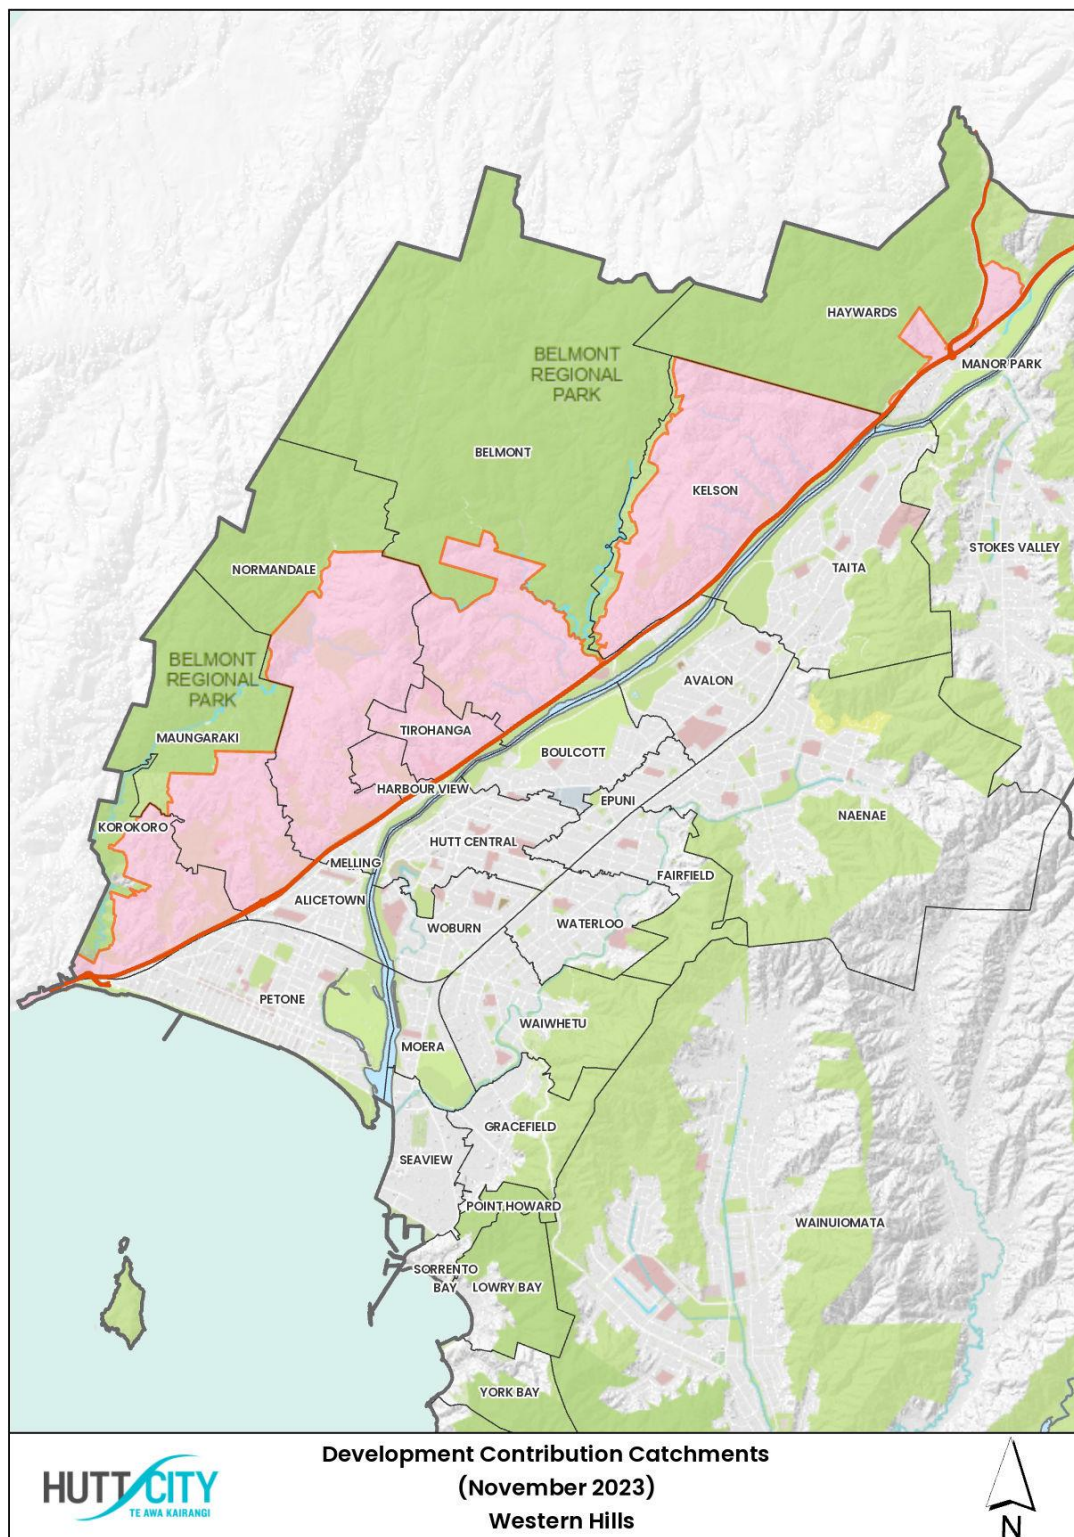 HAYWARDS
BELMONT
REGIONAL
PARK
MANOR PARK
BELMONT
KELSON
STOKES VALLEY
NORMANDALE
TAITA
BELMONT
REGIONAL
PARK
AVALON
TIROHANGA
MAUNGARAKI
BOULCOTT
HARBOUR VIEW
EPUNI
NAENAE
KOROKORO
HUTT CENTRAL
MELLING
FAIRFIELD
ALICETOWN
WATERLOO
WOBURN
PETONE
WAIWHETU
MOERA
GRACEFIELD
SEAVIEW
POINT HOWARD
WAINUIOMATA
SORRENTO
BAY
LOWRY BAY
YORK BAY
Development Contribution Catchments
(November 2023)
Western Hills
HUTT CITY
TE AWA KAIRANGI
N